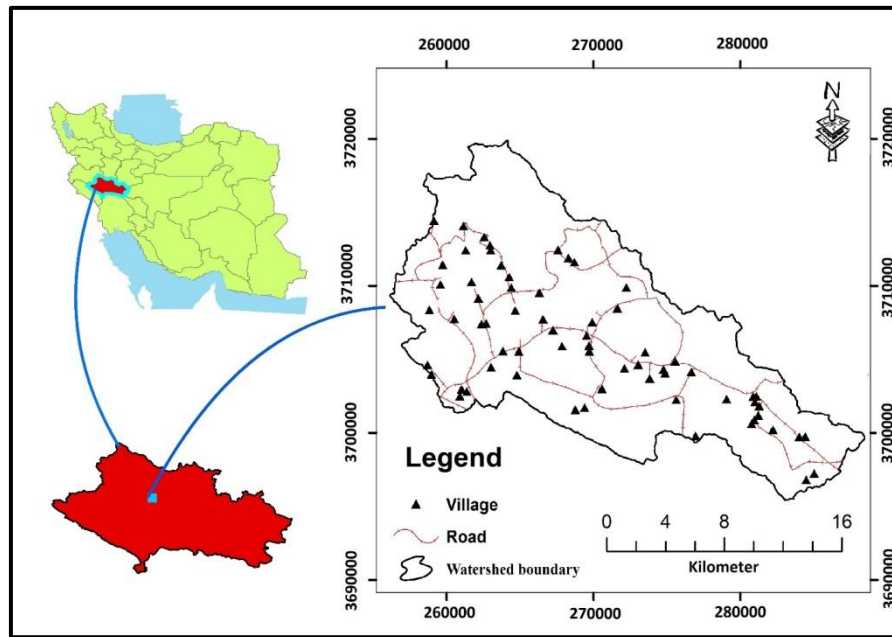 260000 270000 280000
N
3720000 3720000
3710000 3710000
3700000 3700000
3690000 3690000
Legend
Village
Road
Watershed boundary
0 4 8 12 16
Kilometer
260000 270000 280000